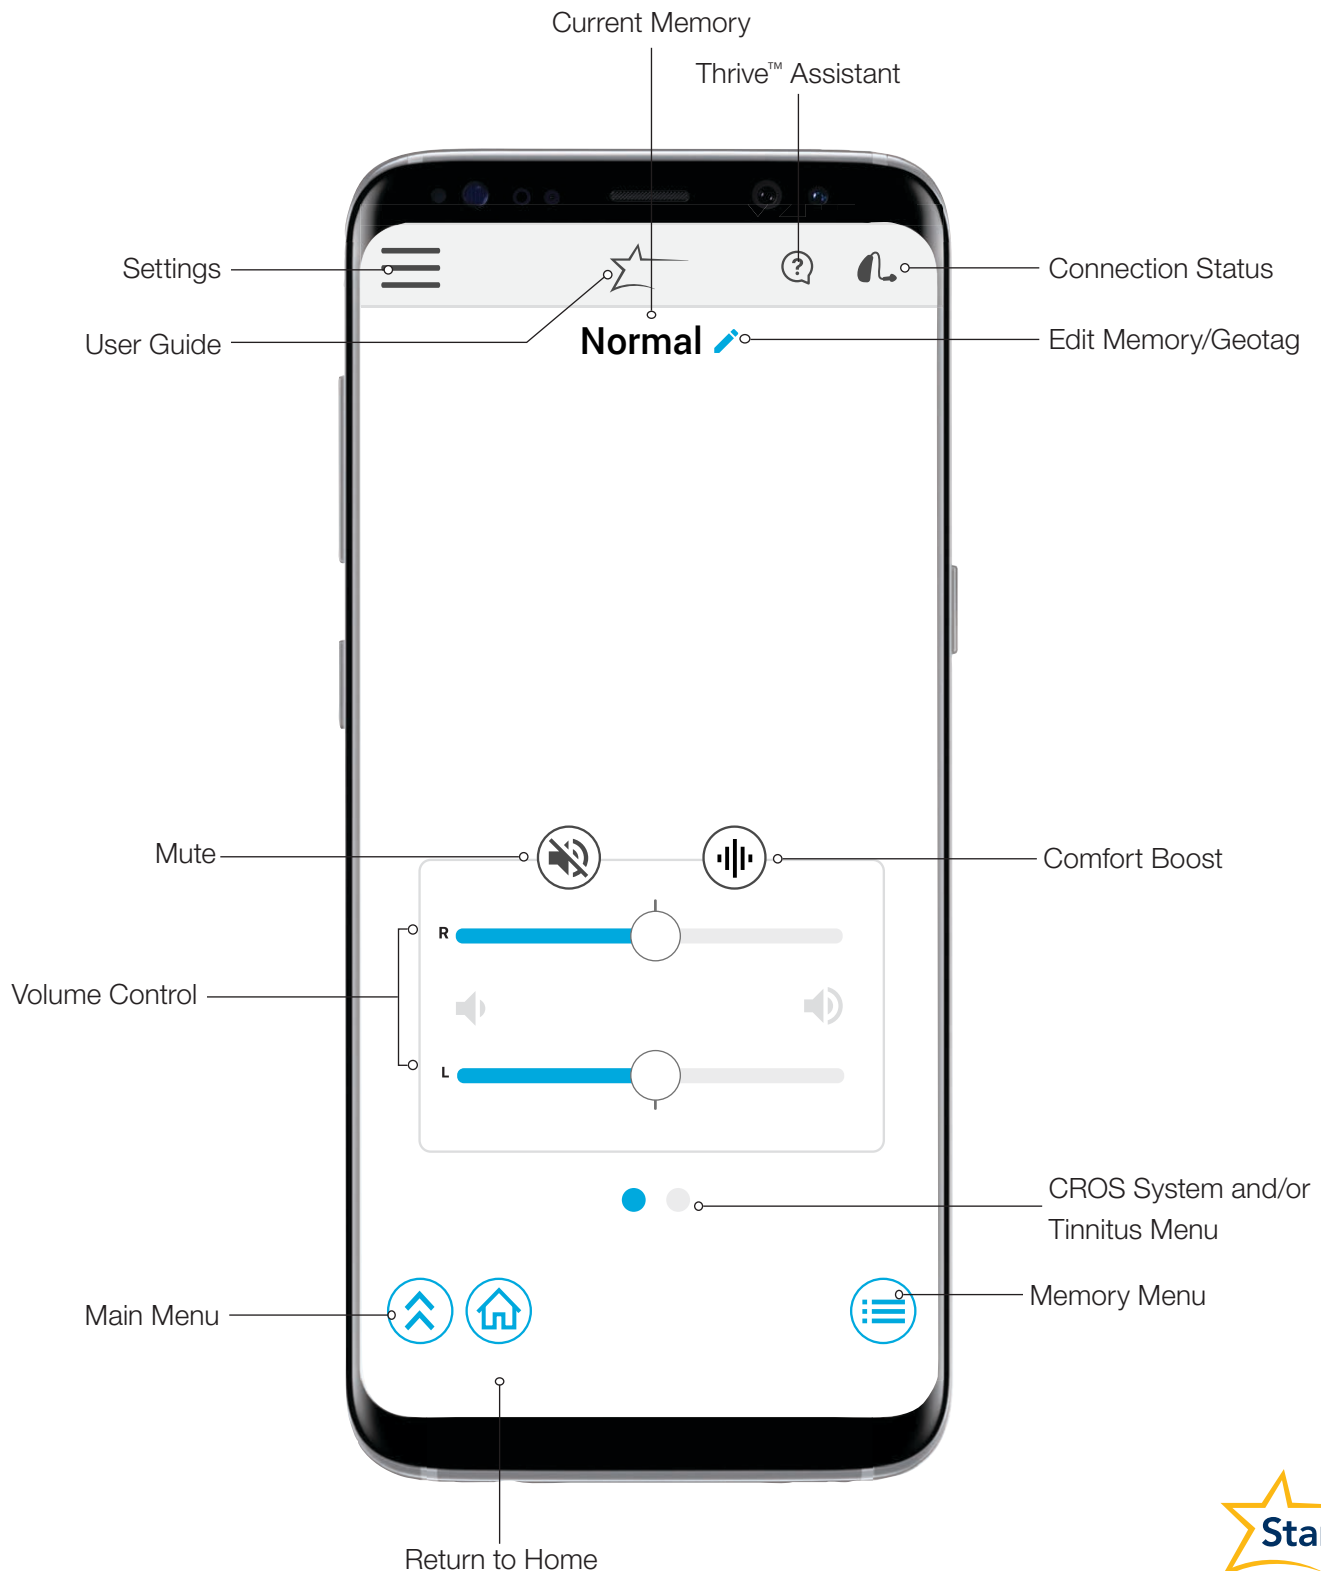 Current Memory
Thrive™ Assistant
Settings
Connection Status
User Guide
Normal
Edit Memory/Geotag
Mute
Comfort Boost
R
Volume Control
L
CROS System and/or
Tinnitus Menu
Main Menu
Memory Menu
Return to Home